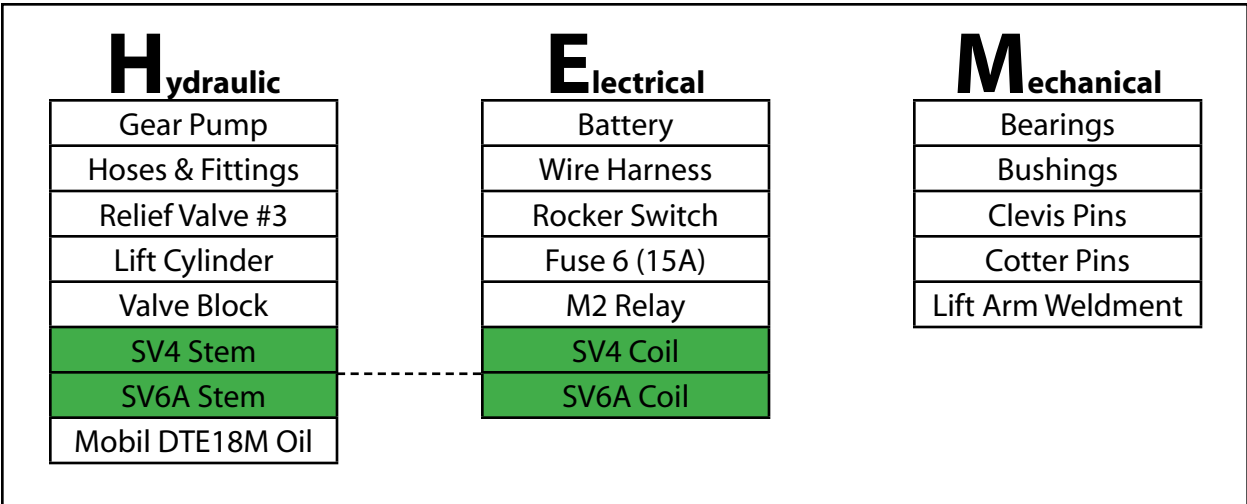 Hydraulic
Gear Pump
Hoses & Fittings
Relief Valve #3
Lift Cylinder
Valve Block
SV4 Stem
SV6A Stem
Mobil DTE18M Oil
Electrical
Battery
Wire Harness
Rocker Switch
Fuse 6 (15A)
M2 Relay
SV4 Coil
SV6A Coil
Mechanical
Bearings
Bushings
Clevis Pins
Cotter Pins
Lift Arm Weldment